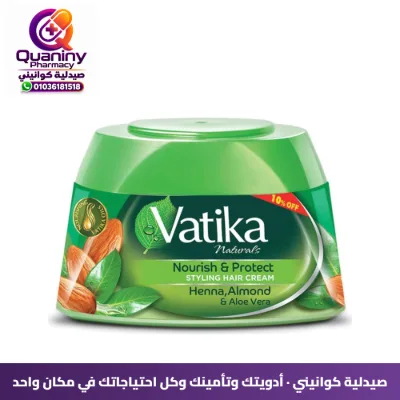 Quaniny
Pharmacy
صيدلية كوانيني
01036181518
10% OFF
Vatika
Naturals
Nourish & Protect
STYLING HAIR CREAM
Henna, Almond
& Aloe Vera
صيدلية كوانيني - أدويتك وتأمينك وكل احتياجاتك في مكان واحد